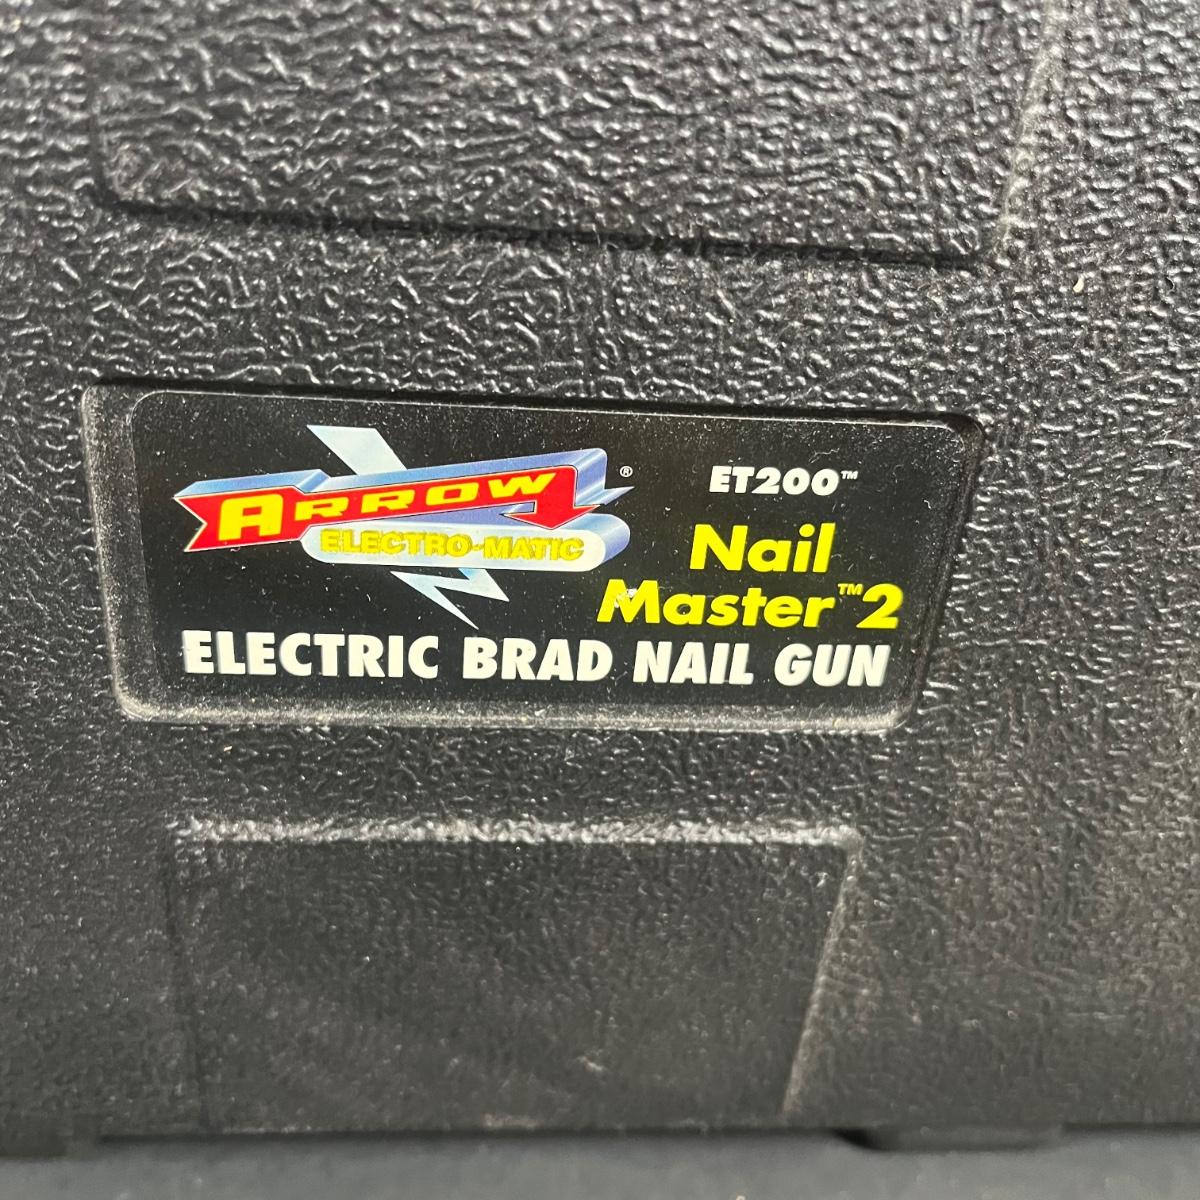 ARROW®
ELECTRO-MATIC
ET200™
Nail
Master™2
ELECTRIC BRAD NAIL GUN